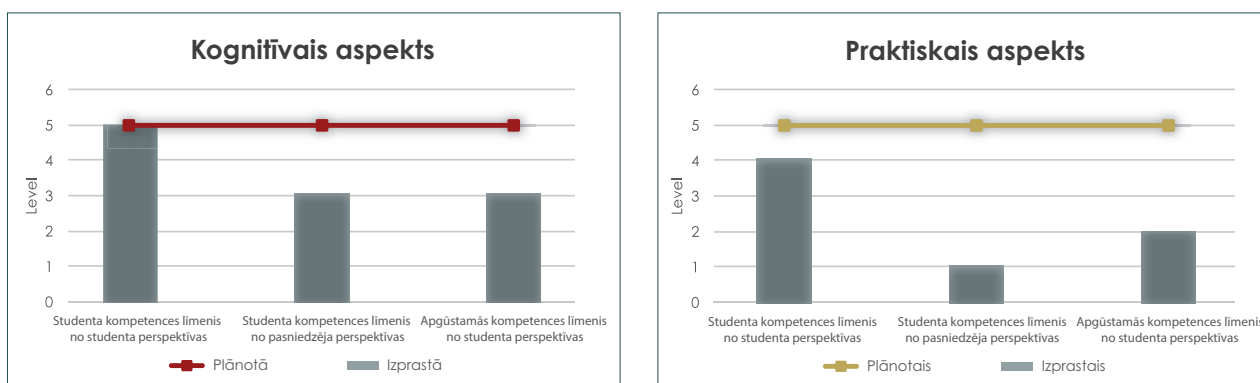 Kognitīvais aspekts
6
5
4
3
2
1
0
Level
Studenta kompetences līmenis
no studenta perspektīvas
Studenta kompetences līmenis
no pasniedzēja perspektīvas
Apgūstamās kompetences līmenis
no studenta perspektīvas
Plānotā
Izprastā
Praktiskais aspekts
6
5
4
3
2
1
0
Level
Studenta kompetences līmenis
no studenta perspektīvas
Studenta kompetences līmenis
no pasniedzēja perspektīvas
Apgūstamās kompetences līmenis
no studenta perspektīvas
Plānotais
Izprastais